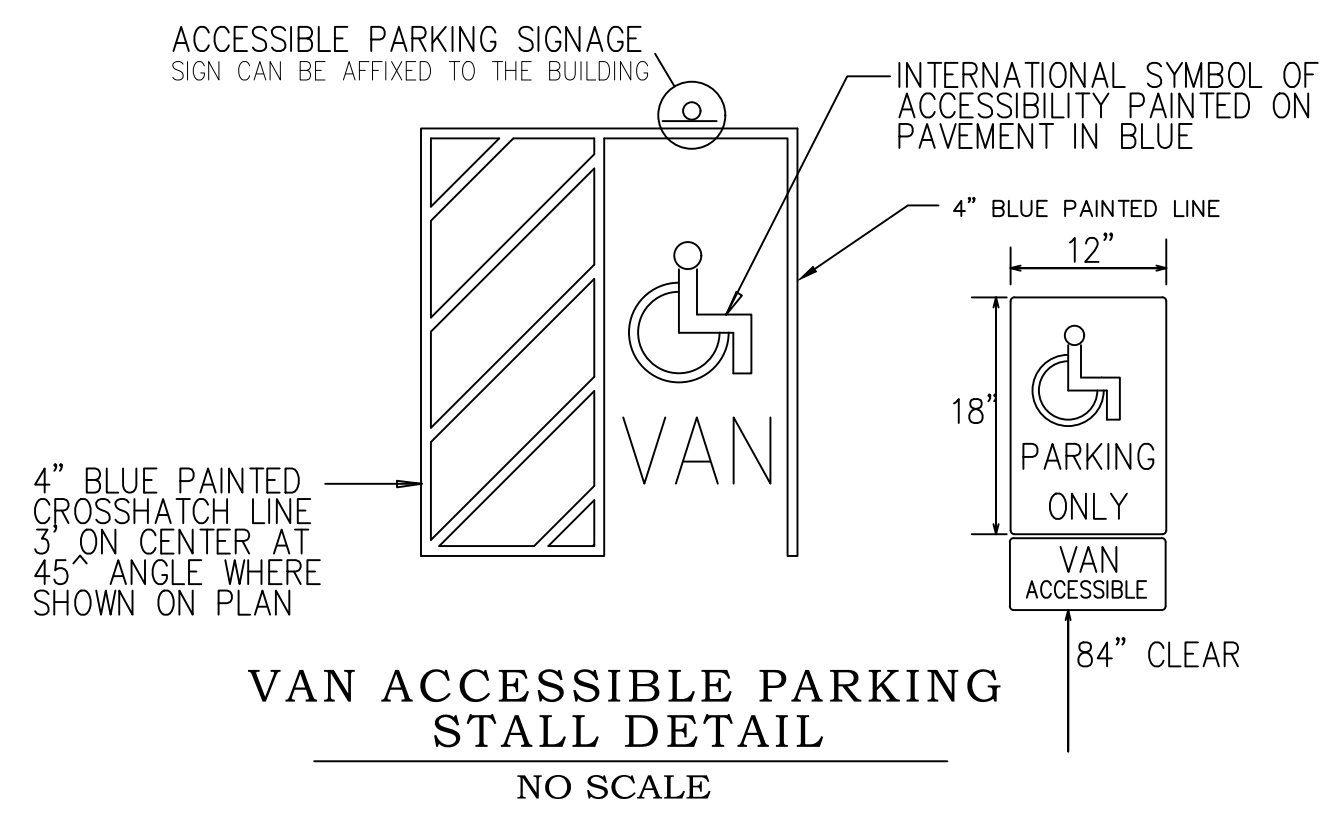 ACCESSIBLE PARKING SIGNAGE
SIGN CAN BE AFFIXED TO THE BUILDING
INTERNATIONAL SYMBOL OF
ACCESSIBILITY PAINTED ON
PAVEMENT IN BLUE
4" BLUE PAINTED LINE
12"
18"
PARKING
ONLY
VAN
ACCESSIBLE
84" CLEAR
VAN
4" BLUE PAINTED
CROSSHATCH LINE
3' ON CENTER AT
45^ ANGLE WHERE
SHOWN ON PLAN
VAN ACCESSIBLE PARKING
STALL DETAIL
NO SCALE